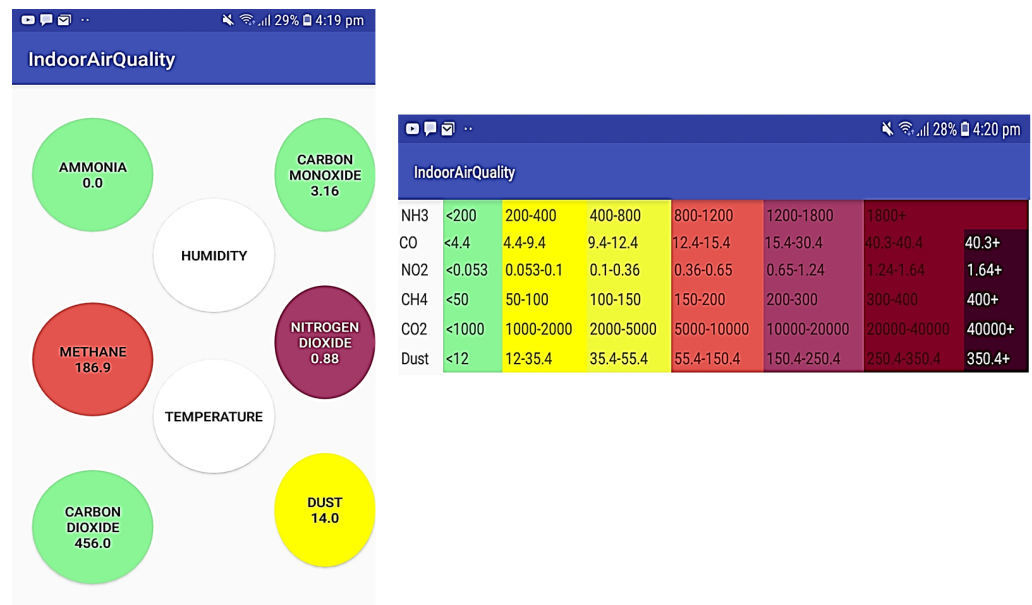 29% 4:19 pm
IndoorAirQuality
AMMONIA
0.0
CARBON
MONOXIDE
3.16
HUMIDITY
NITROGEN
DIOXIDE
0.88
METHANE
186.9
TEMPERATURE
DUST
14.0
CARBON
DIOXIDE
456.0
28% 4:20 pm
IndoorAirQuality
NH3 <200 200-400 400-800 800-1200 1200-1800 1800+
CO <4.4 4.4-9.4 9.4-12.4 12.4-15.4 15.4-30.4 40.3-40.4 40.3+
NO2 <0.053 0.053-0.1 0.1-0.36 0.36-0.65 0.65-1.24 1.24-1.64 1.64+
CH4 <50 50-100 100-150 150-200 200-300 300-400 400+
CO2 <1000 1000-2000 2000-5000 5000-10000 10000-20000 20000-40000 40000+
Dust <12 12-35.4 35.4-55.4 55.4-150.4 150.4-250.4 250.4-350.4 350.4+